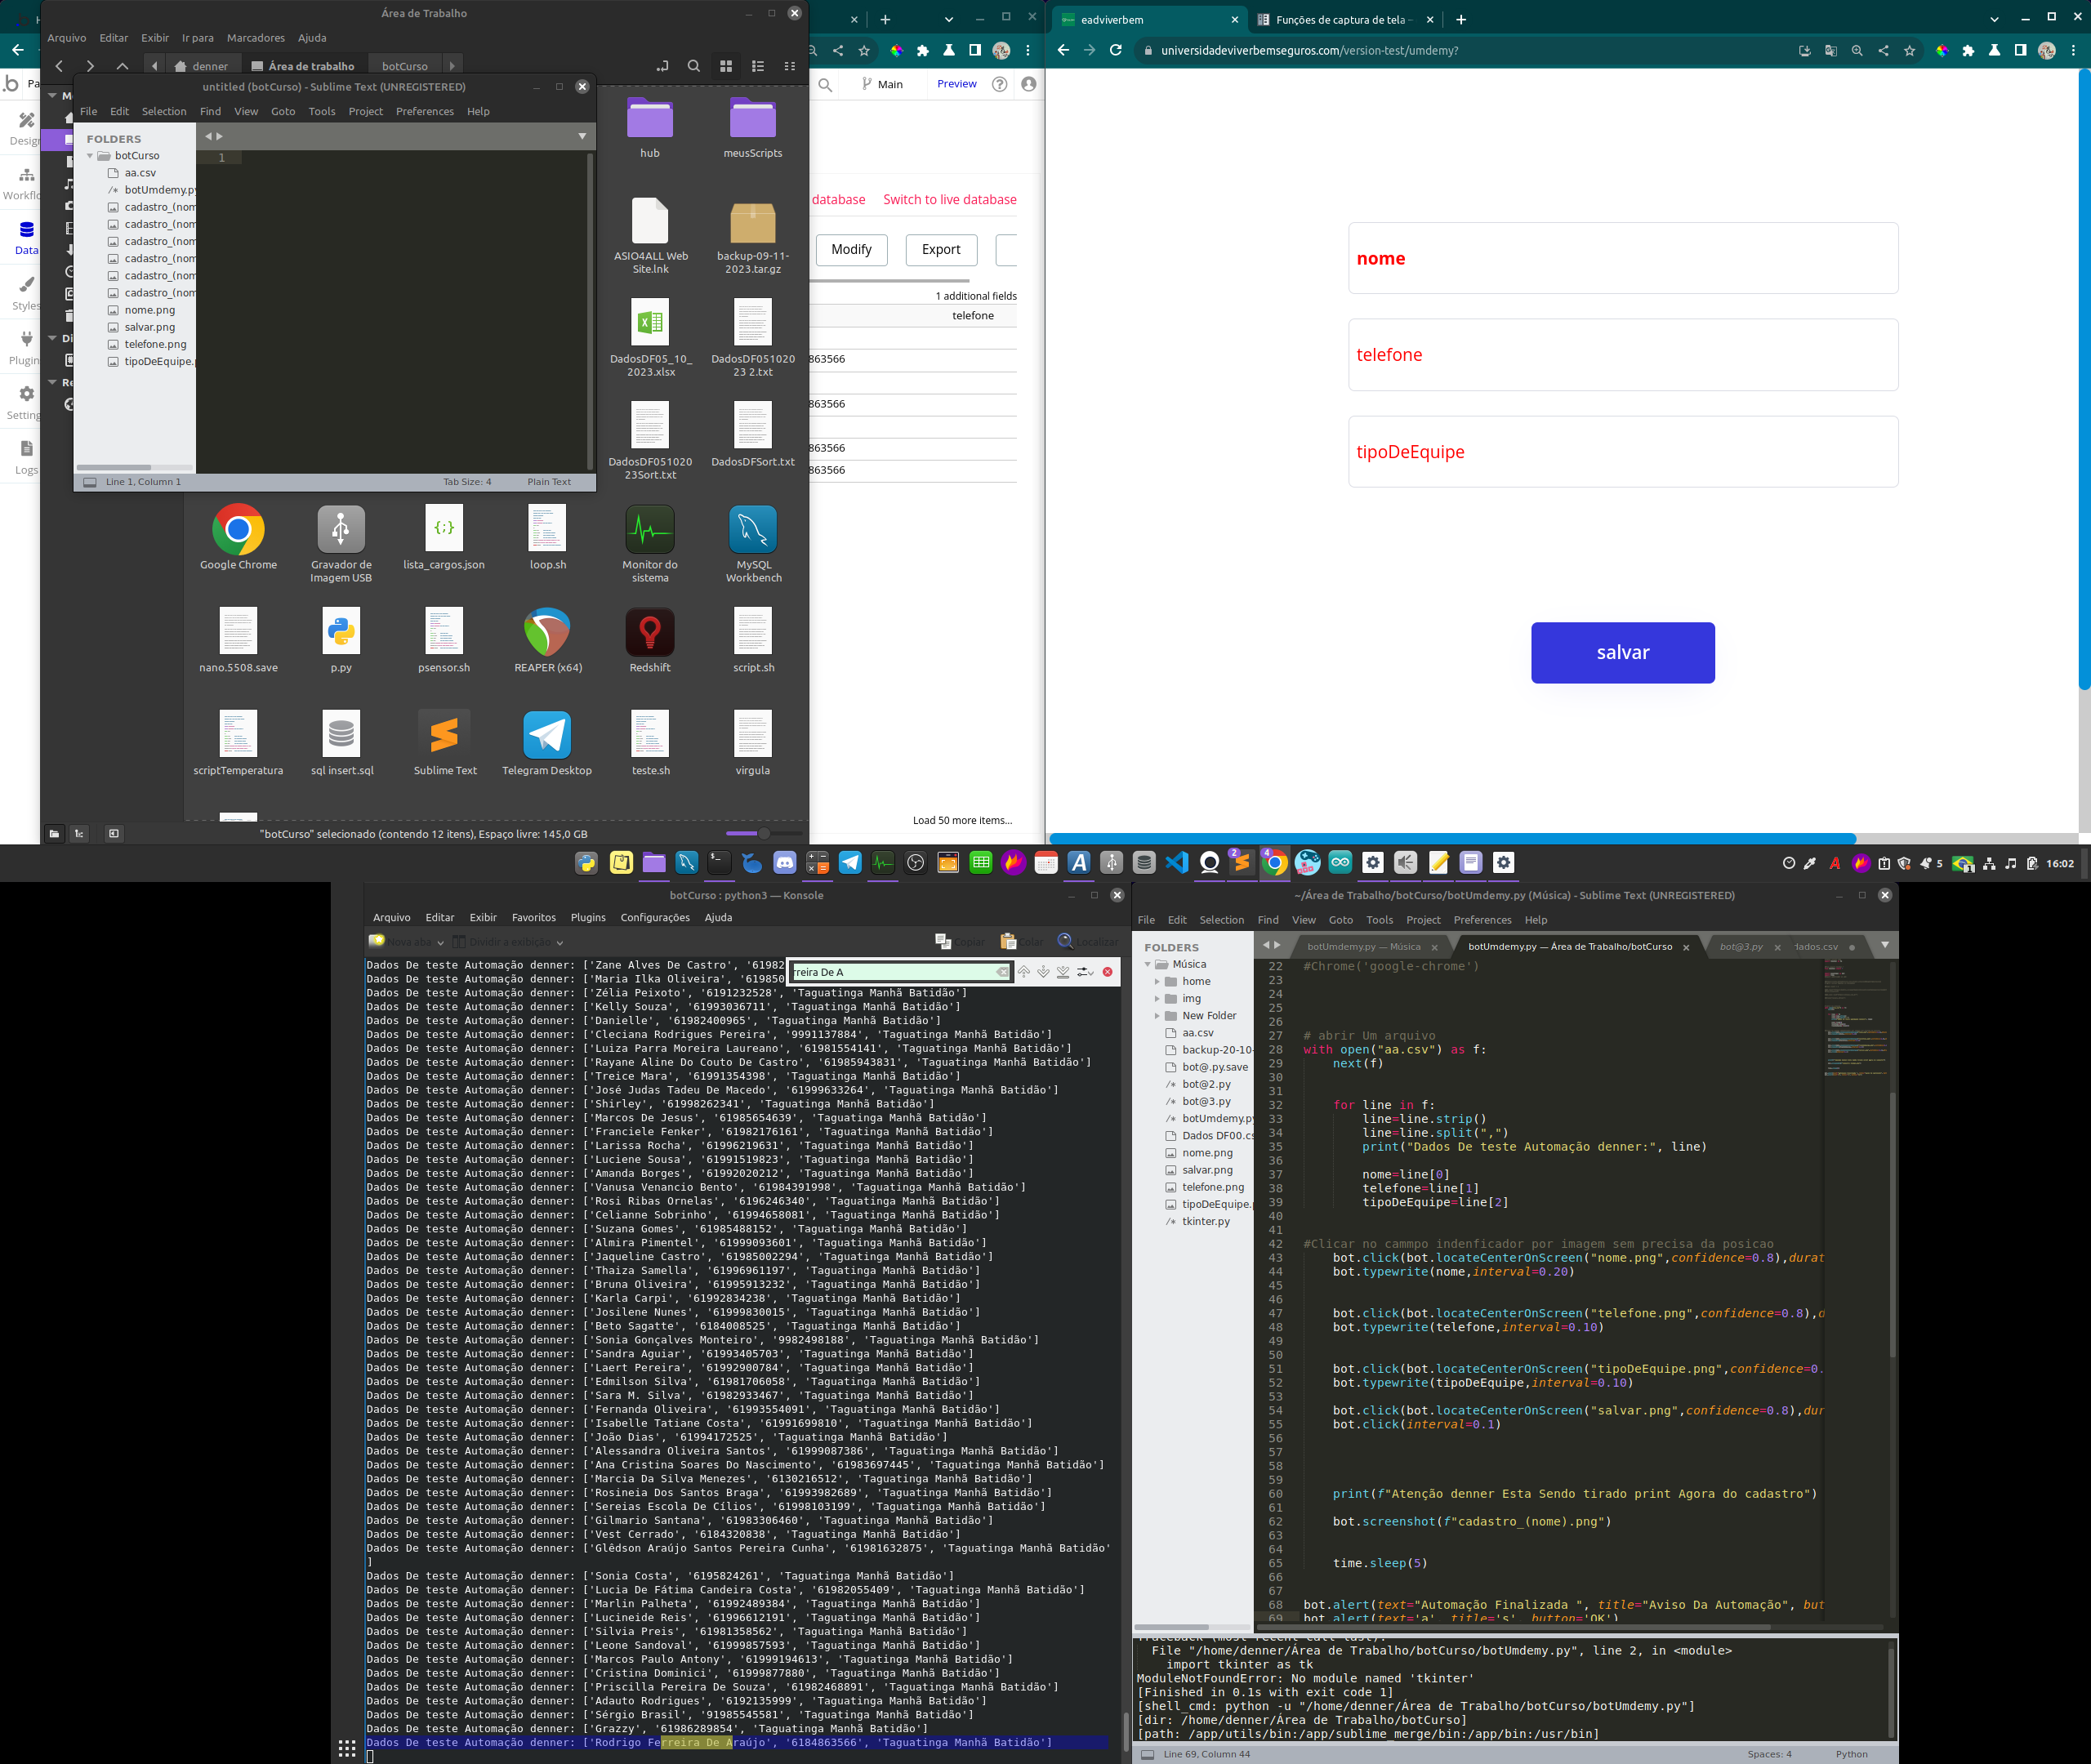 Área de Trabalho
Arquivo Editar Exibir Ir para Marcadores Ajuda
denner Área de trabalho botCurso
untitled (botCurso) - Sublime Text (UNREGISTERED)
File Edit Selection Find View Goto Tools Project Preferences Help
FOLDERS
botCurso
aa.csv
botUmdemy.py
cadastro_(nom
cadastro_(nom
cadastro_(nom
cadastro_(nom
cadastro_(nom
cadastro_(nom
nome.png
salvar.png
telefone.png
tipoDeEquipe.
1
Line 1, Column 1 Tab Size: 4 Plain Text
Design
Workflo
Data
Styles
Plugin
Setting
Logs
hub meusScripts
ASIO4ALL Web Site.lnk backup-09-11-2023.tar.gz
DadosDF05_10_2023.xlsx DadosDF05102023 2.txt
DadosDF05102023Sort.txt DadosDFSort.txt
Google Chrome Gravador de Imagem USB lista_cargos.json loop.sh Monitor do sistema MySQL Workbench
nano.5508.save p.py psensor.sh REAPER (x64) Redshift script.sh
scriptTemperatura sql insert.sql Sublime Text Telegram Desktop teste.sh virgula
"botCurso" selecionado (contendo 12 itens), Espaço livre: 145,0 GB
Main Preview
database Switch to live database
Modify Export
1 additional fields
telefone
863566
863566
863566
863566
Load 50 more items...
eadviverbem Funções de captura de tela
universidadeviverbemseguros.com/version-test/umdemy?
nome
telefone
tipoDeEquipe
salvar
2 4 5 16:02
botCurso : python3 — Konsole
Arquivo Editar Exibir Favoritos Plugins Configurações Ajuda
Nova aba Dividir a exibição Copiar Colar Localizar
rreira De A
Dados De teste Automação denner: ['Zane Alves De Castro', '61982
Dados De teste Automação denner: ['Maria Ilka Oliveira', '619850
Dados De teste Automação denner: ['Zélia Peixoto', '6191232528', 'Taguatinga Manhã Batidão']
Dados De teste Automação denner: ['Kelly Souza', '61993036711', 'Taguatinga Manhã Batidão']
Dados De teste Automação denner: ['Danielle', '61982400965', 'Taguatinga Manhã Batidão']
Dados De teste Automação denner: ['Cleciana Rodrigues Pereira', '9991137884', 'Taguatinga Manhã Batidão']
Dados De teste Automação denner: ['Luiza Parra Moreira Laureano', '61981554141', 'Taguatinga Manhã Batidão']
Dados De teste Automação denner: ['Rayane Aline Do Couto De Castro', '61985943831', 'Taguatinga Manhã Batidão']
Dados De teste Automação denner: ['Treice Mara', '61991354398', 'Taguatinga Manhã Batidão']
Dados De teste Automação denner: ['José Judas Tadeu De Macedo', '61999633264', 'Taguatinga Manhã Batidão']
Dados De teste Automação denner: ['Shirley', '61998262341', 'Taguatinga Manhã Batidão']
Dados De teste Automação denner: ['Marcos De Jesus', '61985654639', 'Taguatinga Manhã Batidão']
Dados De teste Automação denner: ['Franciele Fenker', '61982176161', 'Taguatinga Manhã Batidão']
Dados De teste Automação denner: ['Larissa Rocha', '61996219631', 'Taguatinga Manhã Batidão']
Dados De teste Automação denner: ['Luciene Sousa', '61991519823', 'Taguatinga Manhã Batidão']
Dados De teste Automação denner: ['Amanda Borges', '61992020212', 'Taguatinga Manhã Batidão']
Dados De teste Automação denner: ['Vanusa Venancio Bento', '61984391998', 'Taguatinga Manhã Batidão']
Dados De teste Automação denner: ['Rosi Ribas Ornelas', '6196246340', 'Taguatinga Manhã Batidão']
Dados De teste Automação denner: ['Celianne Sobrinho', '61994658081', 'Taguatinga Manhã Batidão']
Dados De teste Automação denner: ['Suzana Gomes', '61985488152', 'Taguatinga Manhã Batidão']
Dados De teste Automação denner: ['Almira Pimentel', '61999093601', 'Taguatinga Manhã Batidão']
Dados De teste Automação denner: ['Jaqueline Castro', '61985002294', 'Taguatinga Manhã Batidão']
Dados De teste Automação denner: ['Thaiza Samella', '61996961197', 'Taguatinga Manhã Batidão']
Dados De teste Automação denner: ['Bruna Oliveira', '61995913232', 'Taguatinga Manhã Batidão']
Dados De teste Automação denner: ['Karla Carpi', '61992834238', 'Taguatinga Manhã Batidão']
Dados De teste Automação denner: ['Josilene Nunes', '61999830015', 'Taguatinga Manhã Batidão']
Dados De teste Automação denner: ['Beto Sagatte', '6184008525', 'Taguatinga Manhã Batidão']
Dados De teste Automação denner: ['Sonia Gonçalves Monteiro', '9982498188', 'Taguatinga Manhã Batidão']
Dados De teste Automação denner: ['Sandra Aguiar', '61993405703', 'Taguatinga Manhã Batidão']
Dados De teste Automação denner: ['Laert Pereira', '61992900784', 'Taguatinga Manhã Batidão']
Dados De teste Automação denner: ['Edmilson Silva', '61981706058', 'Taguatinga Manhã Batidão']
Dados De teste Automação denner: ['Sara M. Silva', '61982933467', 'Taguatinga Manhã Batidão']
Dados De teste Automação denner: ['Fernanda Oliveira', '61993554091', 'Taguatinga Manhã Batidão']
Dados De teste Automação denner: ['Isabelle Tatiane Costa', '61991699810', 'Taguatinga Manhã Batidão']
Dados De teste Automação denner: ['João Dias', '61994172525', 'Taguatinga Manhã Batidão']
Dados De teste Automação denner: ['Alessandra Oliveira Santos', '61999087386', 'Taguatinga Manhã Batidão']
Dados De teste Automação denner: ['Ana Cristina Soares Do Nascimento', '61983697445', 'Taguatinga Manhã Batidão']
Dados De teste Automação denner: ['Marcia Da Silva Menezes', '6130216512', 'Taguatinga Manhã Batidão']
Dados De teste Automação denner: ['Rosineia Dos Santos Braga', '61993982689', 'Taguatinga Manhã Batidão']
Dados De teste Automação denner: ['Sereias Escola De Cílios', '61998103199', 'Taguatinga Manhã Batidão']
Dados De teste Automação denner: ['Gilmario Santana', '61983306460', 'Taguatinga Manhã Batidão']
Dados De teste Automação denner: ['Vest Cerrado', '6184320838', 'Taguatinga Manhã Batidão']
Dados De teste Automação denner: ['Glêdson Araújo Santos Pereira Cunha', '61981632875', 'Taguatinga Manhã Batidão'
]
Dados De teste Automação denner: ['Sonia Costa', '6195824261', 'Taguatinga Manhã Batidão']
Dados De teste Automação denner: ['Lucia De Fátima Candeira Costa', '61982055409', 'Taguatinga Manhã Batidão']
Dados De teste Automação denner: ['Marlin Palheta', '61992489384', 'Taguatinga Manhã Batidão']
Dados De teste Automação denner: ['Lucineide Reis', '61996612191', 'Taguatinga Manhã Batidão']
Dados De teste Automação denner: ['Silvia Preis', '61981358562', 'Taguatinga Manhã Batidão']
Dados De teste Automação denner: ['Leone Sandoval', '61999857593', 'Taguatinga Manhã Batidão']
Dados De teste Automação denner: ['Marcos Paulo Antony', '61999194613', 'Taguatinga Manhã Batidão']
Dados De teste Automação denner: ['Cristina Dominici', '61999877880', 'Taguatinga Manhã Batidão']
Dados De teste Automação denner: ['Priscilla Pereira De Souza', '61982468891', 'Taguatinga Manhã Batidão']
Dados De teste Automação denner: ['Adauto Rodrigues', '6192135999', 'Taguatinga Manhã Batidão']
Dados De teste Automação denner: ['Sérgio Brasil', '91985545581', 'Taguatinga Manhã Batidão']
Dados De teste Automação denner: ['Grazzy', '61986289854', 'Taguatinga Manhã Batidão']
Dados De teste Automação denner: ['Rodrigo Ferreira De Araújo', '6184863566', 'Taguatinga Manhã Batidão']
~/Área de Trabalho/botCurso/botUmdemy.py (Música) - Sublime Text (UNREGISTERED)
File Edit Selection Find View Goto Tools Project Preferences Help
FOLDERS
Música
home
img
New Folder
aa.csv
backup-20-10-
bot@.py.save
bot@2.py
bot@3.py
botUmdemy.py
Dados DF00.cs
nome.png
salvar.png
telefone.png
tipoDeEquipe.
tkinter.py
botUmdemy.py — Música botUmdemy.py — Área de Trabalho/botCurso bot@3.py dados.csv
22 #Chrome('google-chrome')
23
24
25
26
27 # abrir Um arquivo
28 with open("aa.csv") as f:
29 next(f)
30
31
32 for line in f:
33 line=line.strip()
34 line=line.split(",")
35 print("Dados De teste Automação denner:", line)
36
37 nome=line[0]
38 telefone=line[1]
39 tipoDeEquipe=line[2]
40
41
42 #Clicar no cammpo indenficador por imagem sem precisa da posicao
43 bot.click(bot.locateCenterOnScreen("nome.png",confidence=0.8),durat
44 bot.typewrite(nome,interval=0.20)
45
46
47 bot.click(bot.locateCenterOnScreen("telefone.png",confidence=0.8),d
48 bot.typewrite(telefone,interval=0.10)
49
50
51 bot.click(bot.locateCenterOnScreen("tipoDeEquipe.png",confidence=0.
52 bot.typewrite(tipoDeEquipe,interval=0.10)
53
54 bot.click(bot.locateCenterOnScreen("salvar.png",confidence=0.8),dur
55 bot.click(interval=0.1)
56
57
58
59
60 print(f"Atenção denner Esta Sendo tirado print Agora do cadastro")
61
62 bot.screenshot(f"cadastro_(nome).png")
63
64
65 time.sleep(5)
66
67
68 bot.alert(text="Automação Finalizada ", title="Aviso Da Automação", but
69 bot.alert(text='a', title='s', button='OK')
Traceback (most recent call last):
File "/home/denner/Área de Trabalho/botCurso/botUmdemy.py", line 2, in <module>
import tkinter as tk
ModuleNotFoundError: No module named 'tkinter'
[Finished in 0.1s with exit code 1]
[shell_cmd: python -u "/home/denner/Área de Trabalho/botCurso/botUmdemy.py"]
[dir: /home/denner/Área de Trabalho/botCurso]
[path: /app/utils/bin:/app/sublime_merge/bin:/app/bin:/usr/bin]
Line 69, Column 44 Spaces: 4 Python